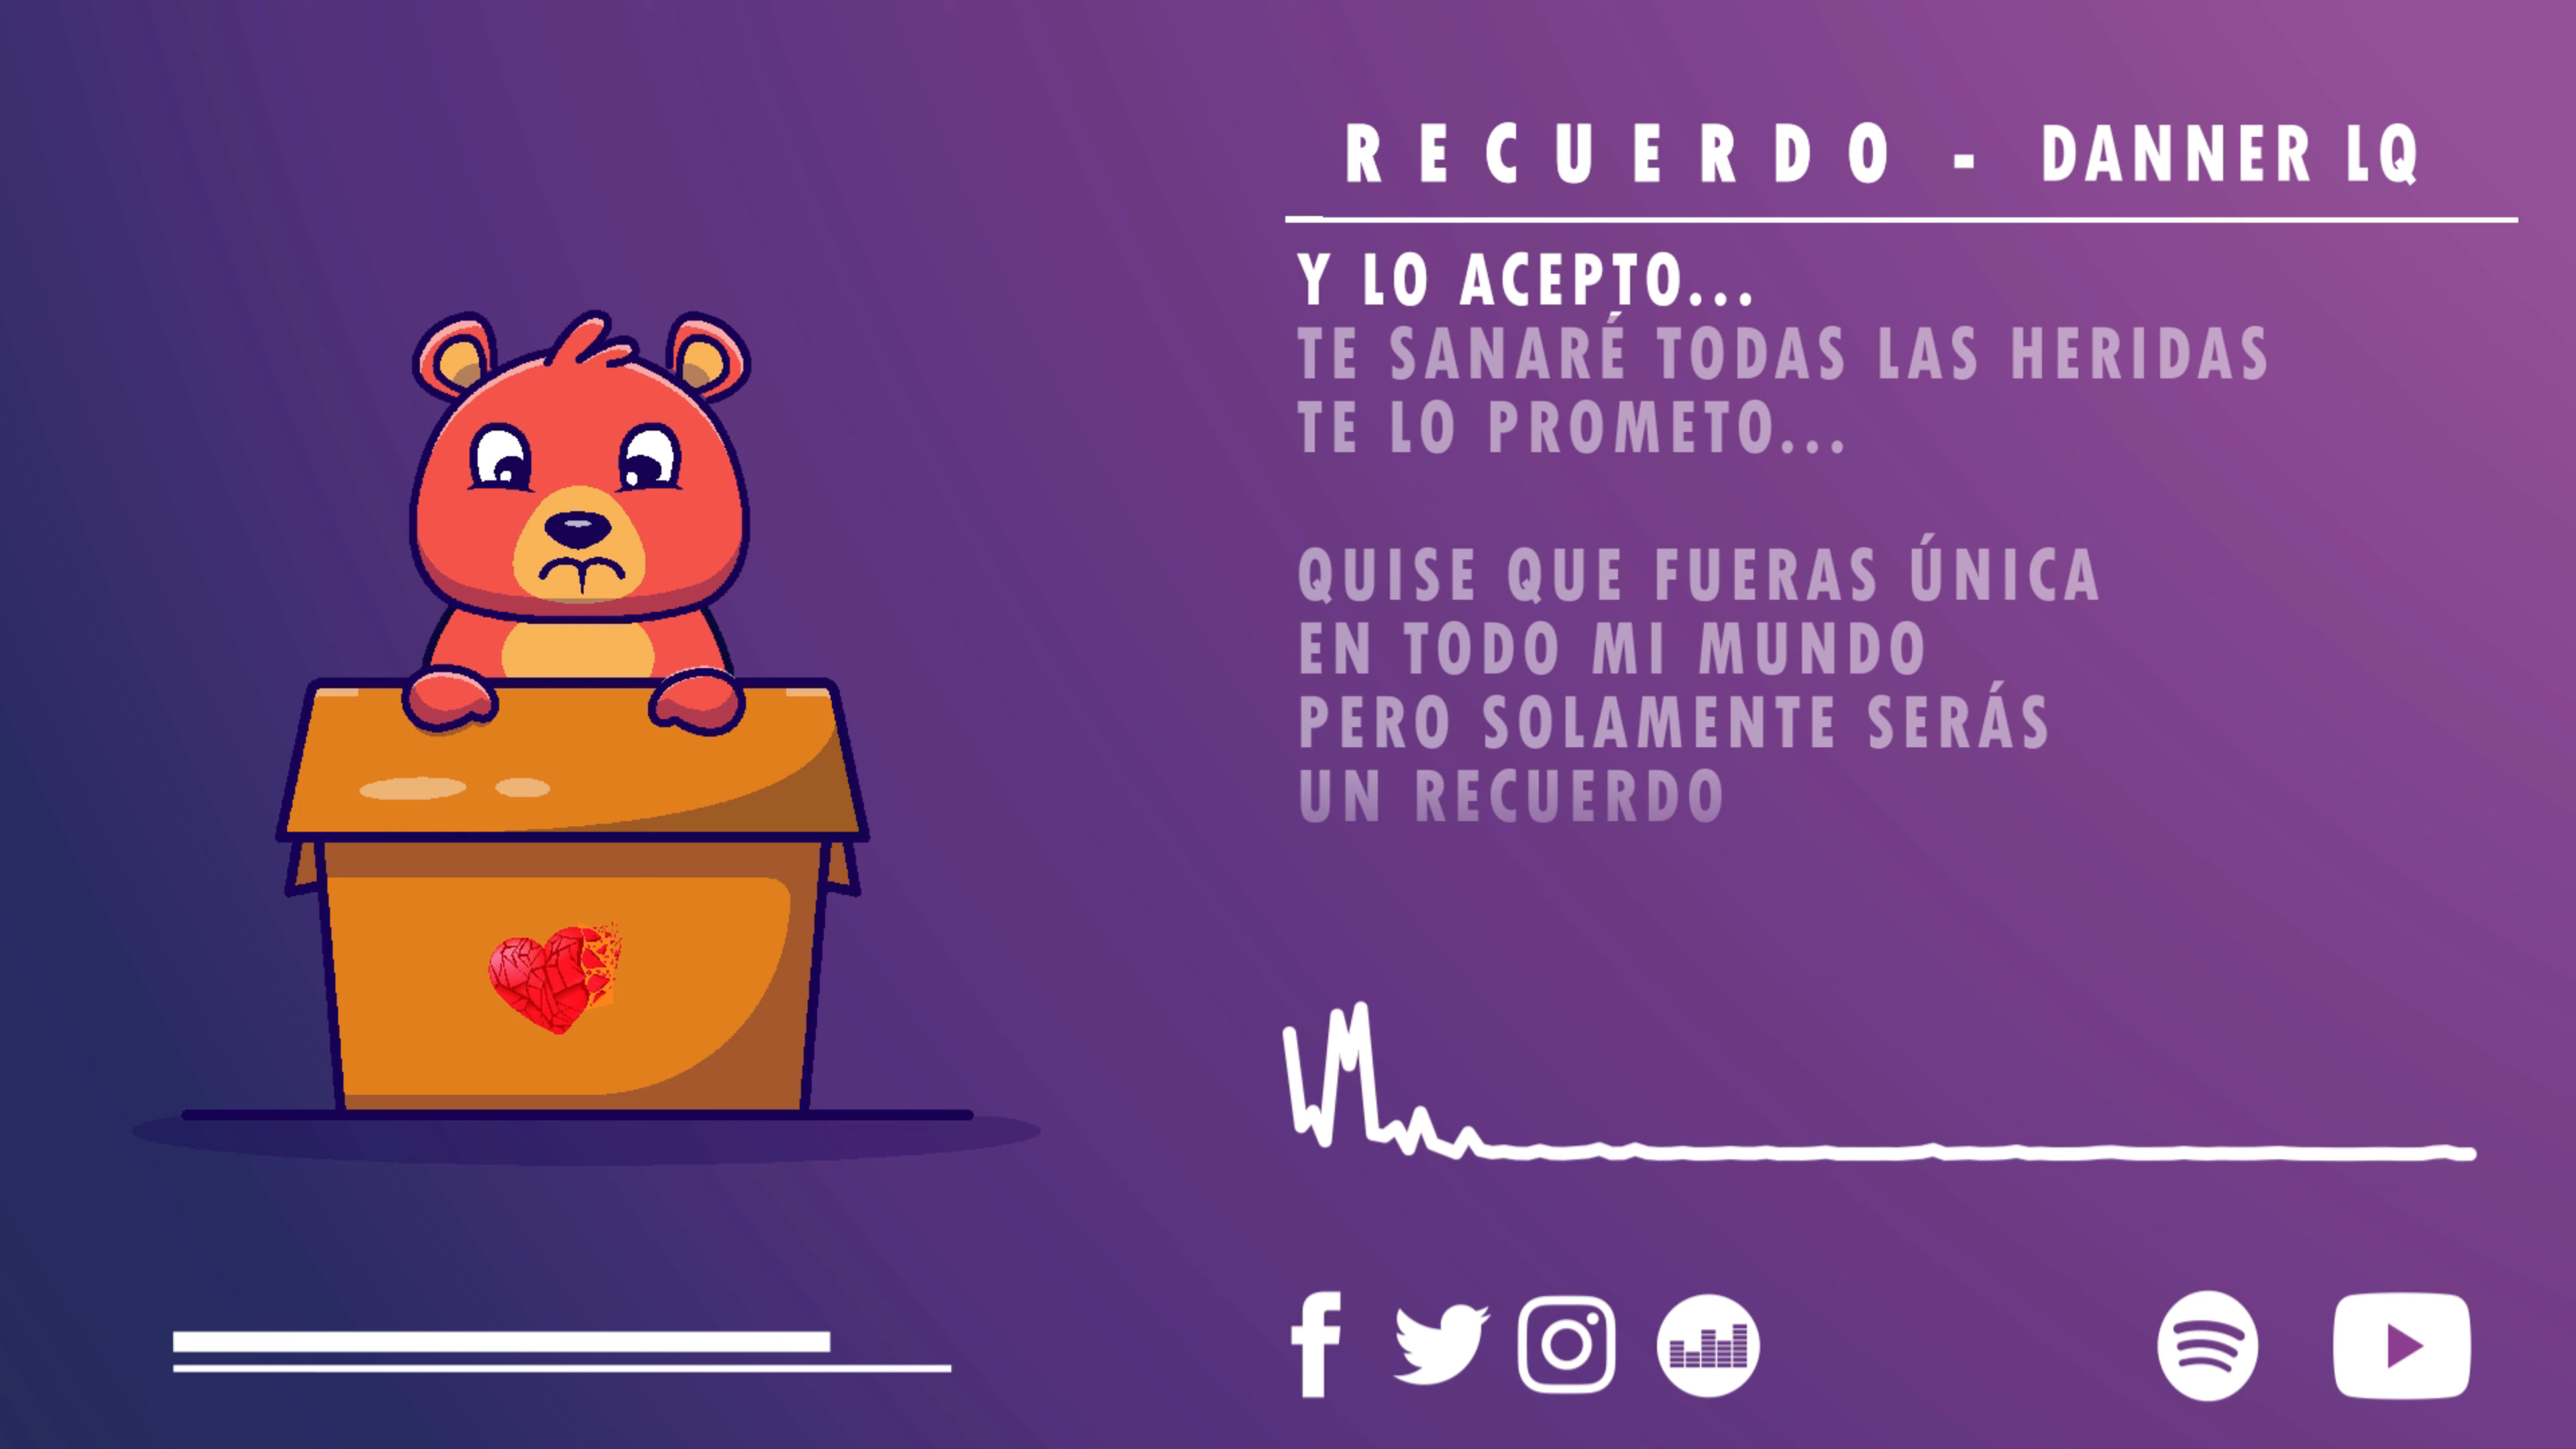 RECUERDO - DANNER LQ
Y LO ACEPTO...
TE SANARÉ TODAS LAS HERIDAS
TE LO PROMETO...
QUISE QUE FUERAS ÚNICA
EN TODO MI MUNDO
PERO SOLAMENTE SERÁS
UN RECUERDO